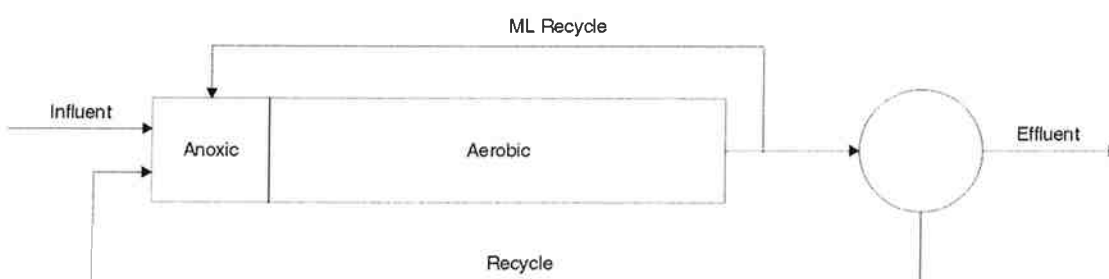 ML Recycle
Influent
Anoxic
Aerobic
Effluent
Recycle